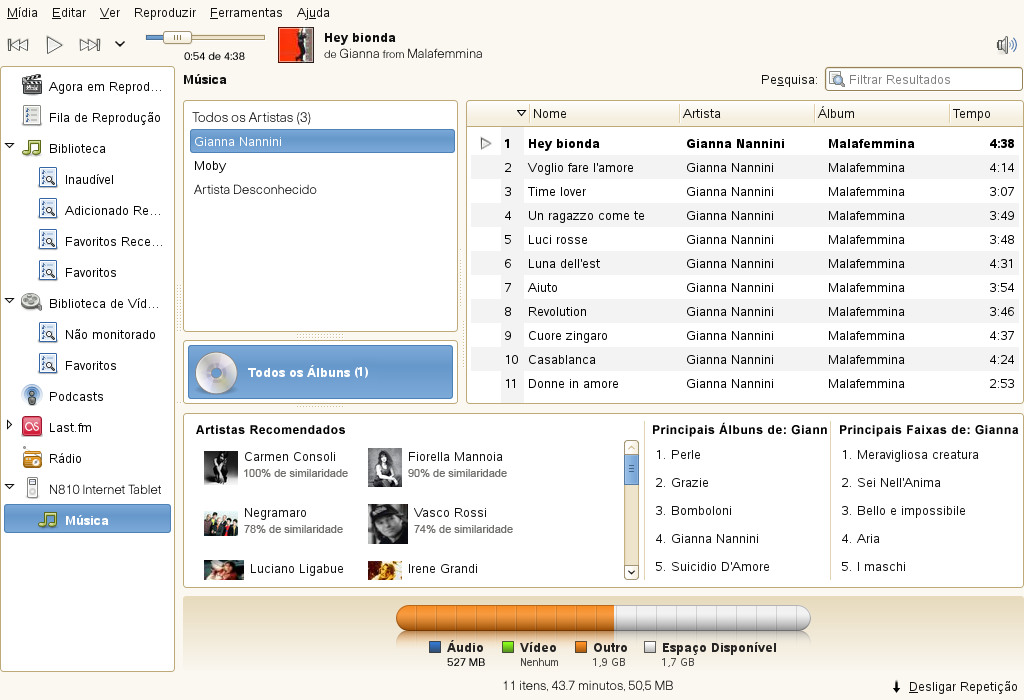 Mídia Editar Ver Reproduzir Ferramentas Ajuda
0:54 de 4:38
Hey bionda
de Gianna from Malafemmina
Agora em Reprod...
Fila de Reprodução
Biblioteca
Inaudível
Adicionado Re...
Favoritos Rece...
Favoritos
Biblioteca de Víd...
Não monitorado
Favoritos
Podcasts
Last.fm
Rádio
N810 Internet Tablet
Música
Música
Pesquisa: Filtrar Resultados
Todos os Artistas (3)
Gianna Nannini
Moby
Artista Desconhecido
Todos os Álbuns (1)
Nome Artista Álbum Tempo
1 Hey bionda Gianna Nannini Malafemmina 4:38
2 Voglio fare l'amore Gianna Nannini Malafemmina 4:14
3 Time lover Gianna Nannini Malafemmina 3:07
4 Un ragazzo come te Gianna Nannini Malafemmina 3:49
5 Luci rosse Gianna Nannini Malafemmina 3:48
6 Luna dell'est Gianna Nannini Malafemmina 4:31
7 Aiuto Gianna Nannini Malafemmina 3:54
8 Revolution Gianna Nannini Malafemmina 3:46
9 Cuore zingaro Gianna Nannini Malafemmina 4:37
10 Casablanca Gianna Nannini Malafemmina 4:24
11 Donne in amore Gianna Nannini Malafemmina 2:53
Artistas Recomendados
Carmen Consoli
100% de similaridade
Fiorella Mannoia
90% de similaridade
Negramaro
78% de similaridade
Vasco Rossi
74% de similaridade
Luciano Ligabue
Irene Grandi
Principais Álbuns de: Giann
1. Perle
2. Grazie
3. Bomboloni
4. Gianna Nannini
5. Suicidio D'Amore
Principais Faixas de: Gianna
1. Meravigliosa creatura
2. Sei Nell'Anima
3. Bello e impossibile
4. Aria
5. I maschi
Áudio Vídeo Outro Espaço Disponível
527 MB Nenhum 1,9 GB 1,7 GB
11 itens, 43.7 minutos, 50,5 MB
Desligar Repetição